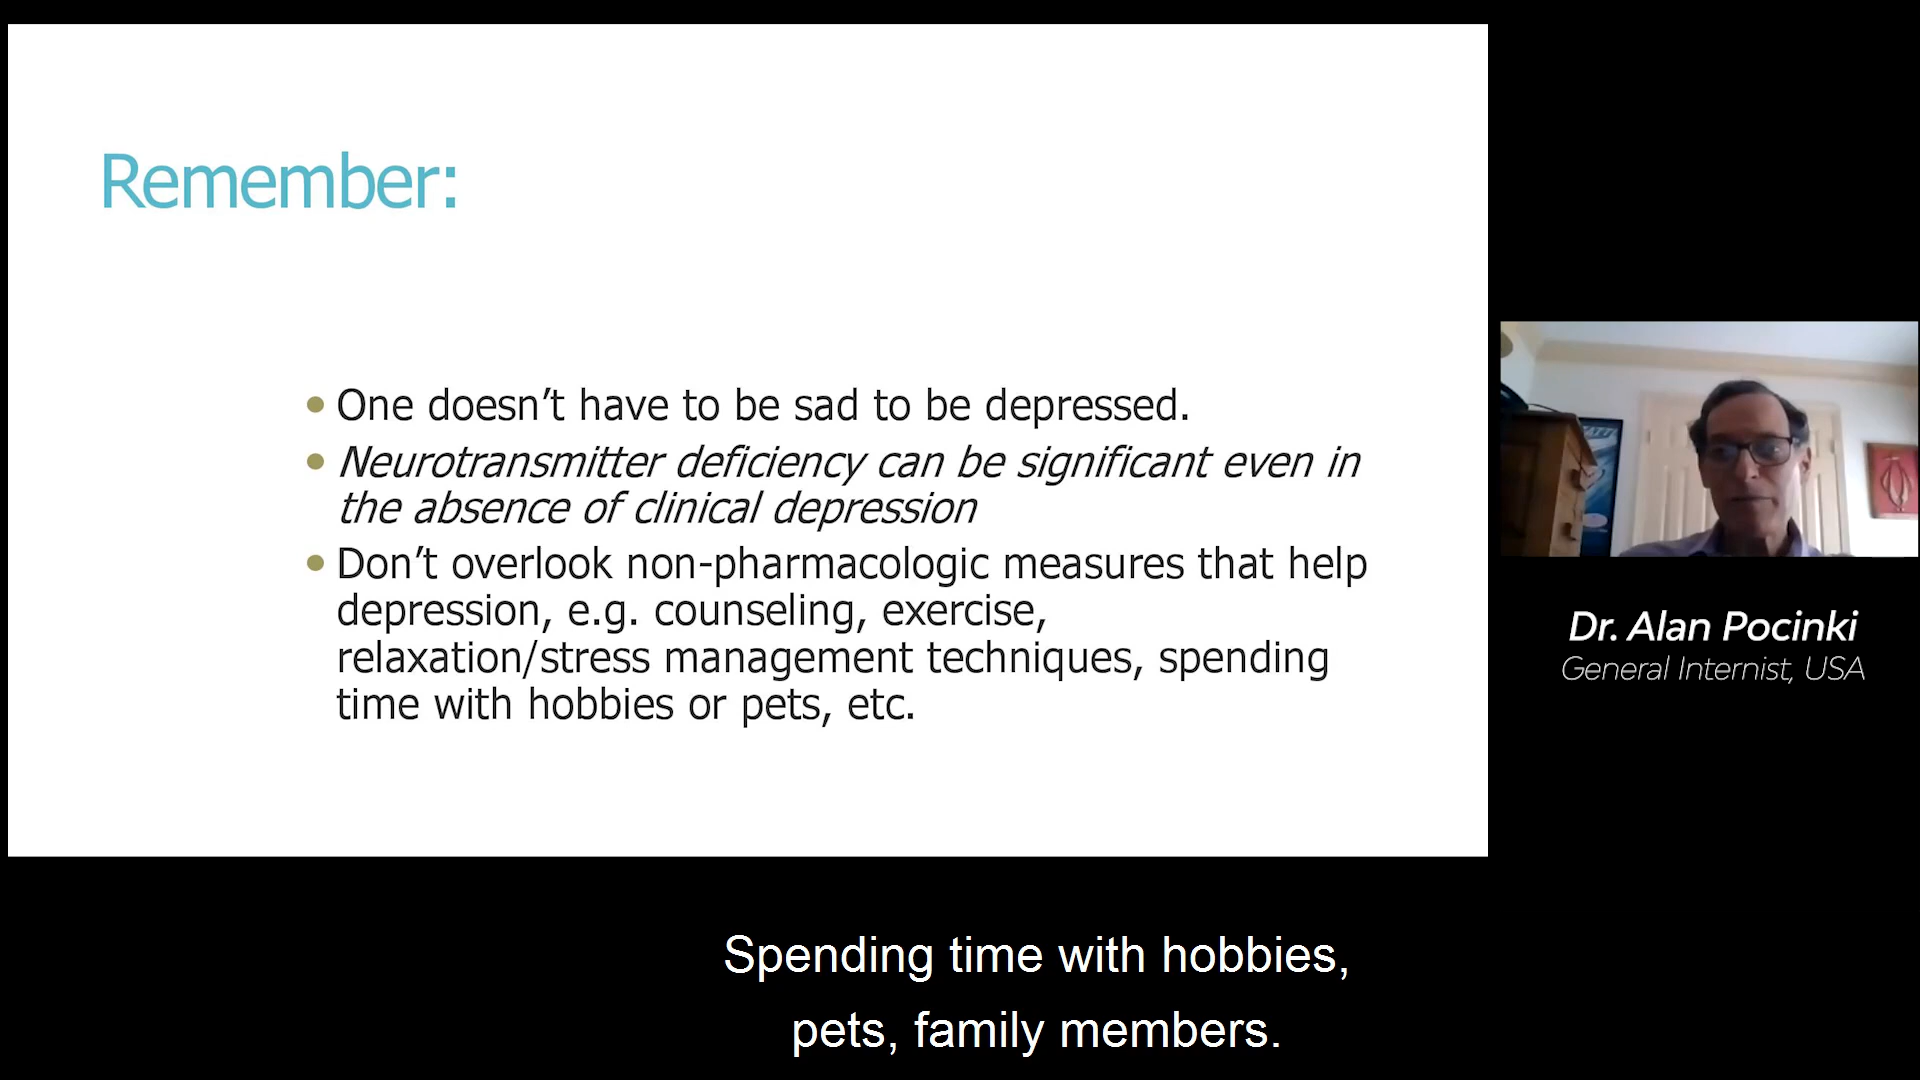 Remember:
• One doesn’t have to be sad to be depressed.
• Neurotransmitter deficiency can be significant even in
the absence of clinical depression
• Don’t overlook non-pharmacologic measures that help
depression, e.g. counseling, exercise,
relaxation/stress management techniques, spending
time with hobbies or pets, etc.
Dr. Alan Pocinki
General Internist, USA
Spending time with hobbies,
pets, family members.